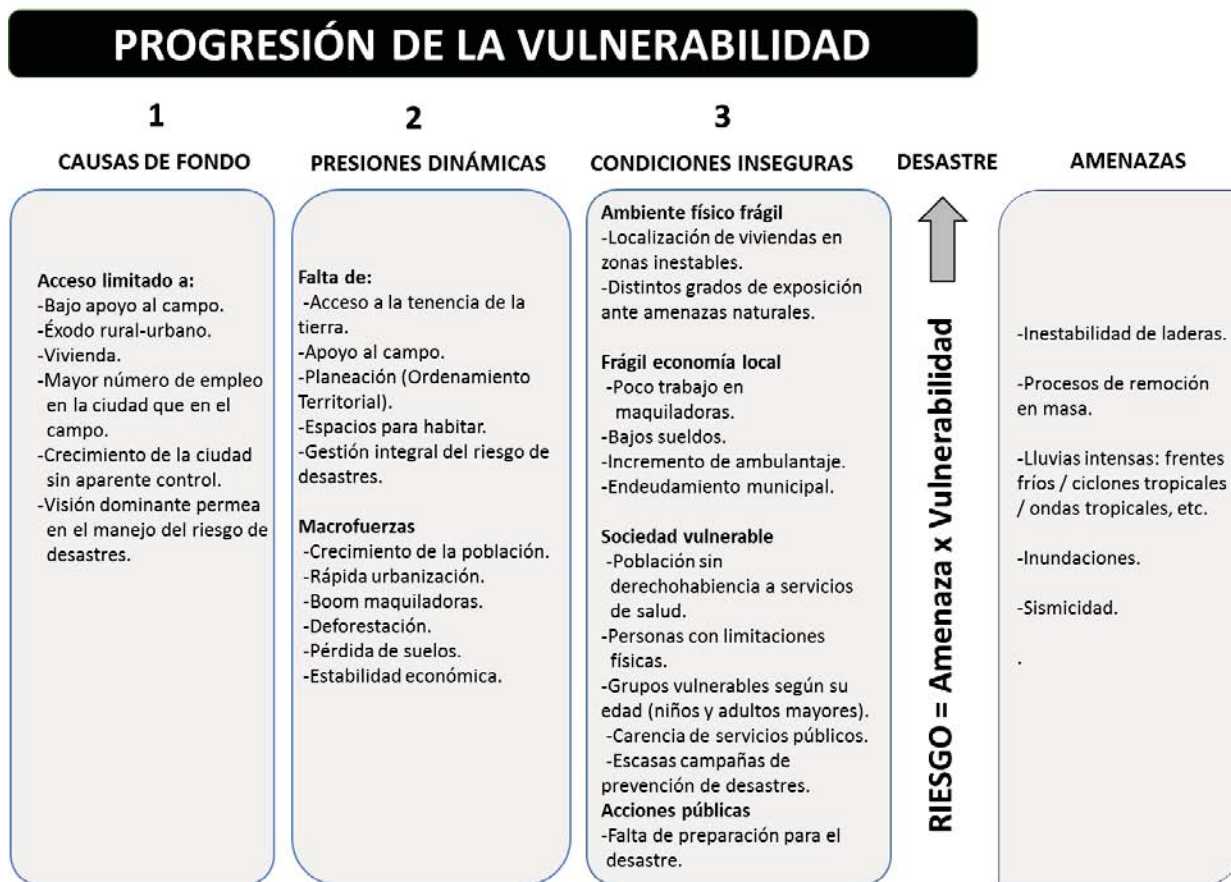 PROGRESIÓN DE LA VULNERABILIDAD
1
CAUSAS DE FONDO
Acceso limitado a:
-Bajo apoyo al campo.
-Éxodo rural-urbano.
-Vivienda.
-Mayor número de empleo
en la ciudad que en el
campo.
-Crecimiento de la ciudad
sin aparente control.
-Visión dominante permea
en el manejo del riesgo de
desastres.
2
PRESIONES DINÁMICAS
Falta de:
-Acceso a la tenencia de la
tierra.
-Apoyo al campo.
-Planeación (Ordenamiento
Territorial).
-Espacios para habitar.
-Gestión integral del riesgo de
desastres.
Macrofuerzas
-Crecimiento de la población.
-Rápida urbanización.
-Boom maquiladoras.
-Deforestación.
-Pérdida de suelos.
-Estabilidad económica.
3
CONDICIONES INSEGURAS
Ambiente físico frágil
-Localización de viviendas en
zonas inestables.
-Distintos grados de exposición
ante amenazas naturales.
Frágil economía local
-Poco trabajo en
maquiladoras.
-Bajos sueldos.
-Incremento de ambulantaje.
-Endeudamiento municipal.
Sociedad vulnerable
-Población sin
derechohabiencia a servicios
de salud.
-Personas con limitaciones
físicas.
-Grupos vulnerables según su
edad (niños y adultos mayores).
-Carencia de servicios públicos.
-Escasas campañas de
prevención de desastres.
Acciones públicas
-Falta de preparación para el
desastre.
DESASTRE
RIESGO = Amenaza x Vulnerabilidad
AMENAZAS
-Inestabilidad de laderas.
-Procesos de remoción
en masa.
-Lluvias intensas: frentes
fríos / ciclones tropicales
/ ondas tropicales, etc.
-Inundaciones.
-Sismicidad.
.